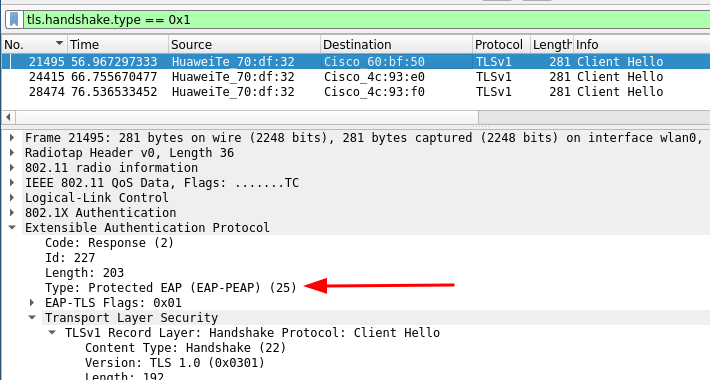 tls.handshake.type == 0x1
No. Time Source Destination Protocol Length Info
21495 56.967297333 HuaweiTe_70:df:32 Cisco_60:bf:50 TLSv1 281 Client Hello
24415 66.755670477 HuaweiTe_70:df:32 Cisco_4c:93:e0 TLSv1 281 Client Hello
28474 76.536533452 HuaweiTe_70:df:32 Cisco_4c:93:f0 TLSv1 281 Client Hello
Frame 21495: 281 bytes on wire (2248 bits), 281 bytes captured (2248 bits) on interface wlan0,
Radiotap Header v0, Length 36
802.11 radio information
IEEE 802.11 QoS Data, Flags: .......TC
Logical-Link Control
802.1X Authentication
Extensible Authentication Protocol
Code: Response (2)
Id: 227
Length: 203
Type: Protected EAP (EAP-PEAP) (25)
EAP-TLS Flags: 0x01
Transport Layer Security
TLSv1 Record Layer: Handshake Protocol: Client Hello
Content Type: Handshake (22)
Version: TLS 1.0 (0x0301)
Length: 192